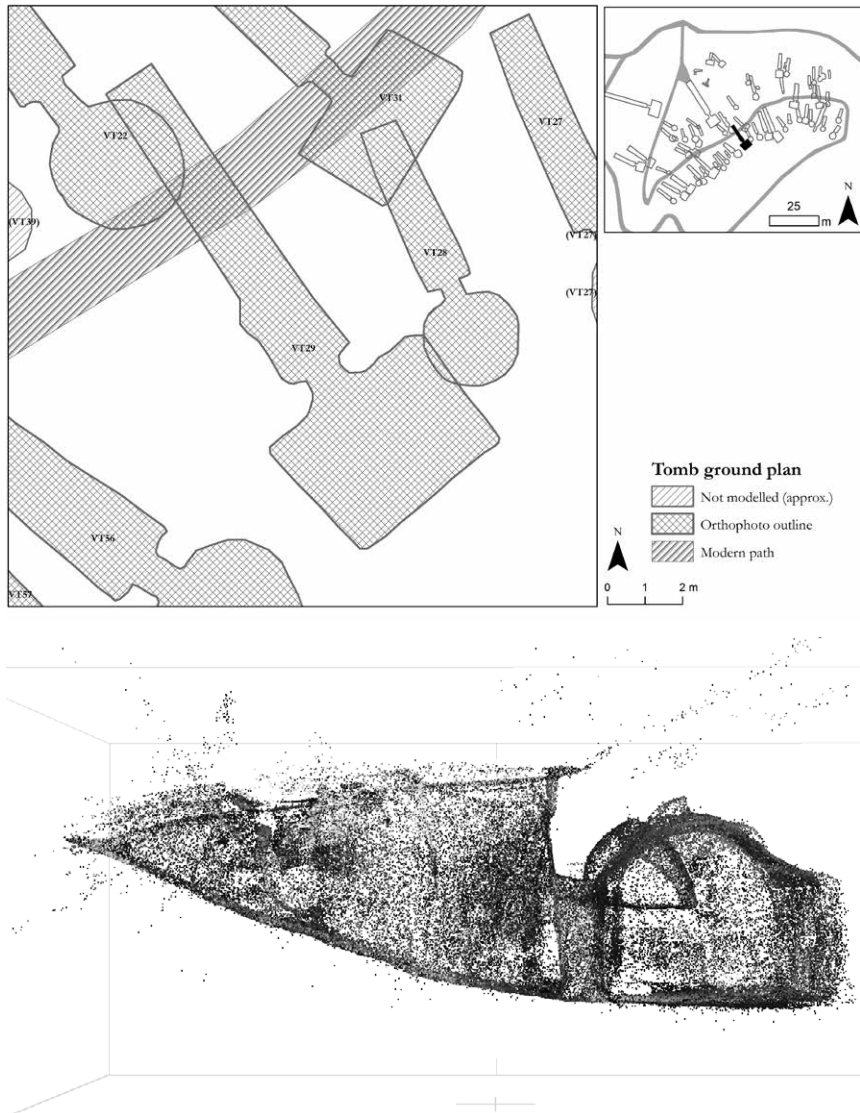 VT31
VT27
VT22
(VT39)
VT28
(VT27)
(VT27)
VT29
VT56
VT57
N
25
m
Tomb ground plan
Not modelled (approx.)
Orthophoto outline
Modern path
N
0 1 2 m